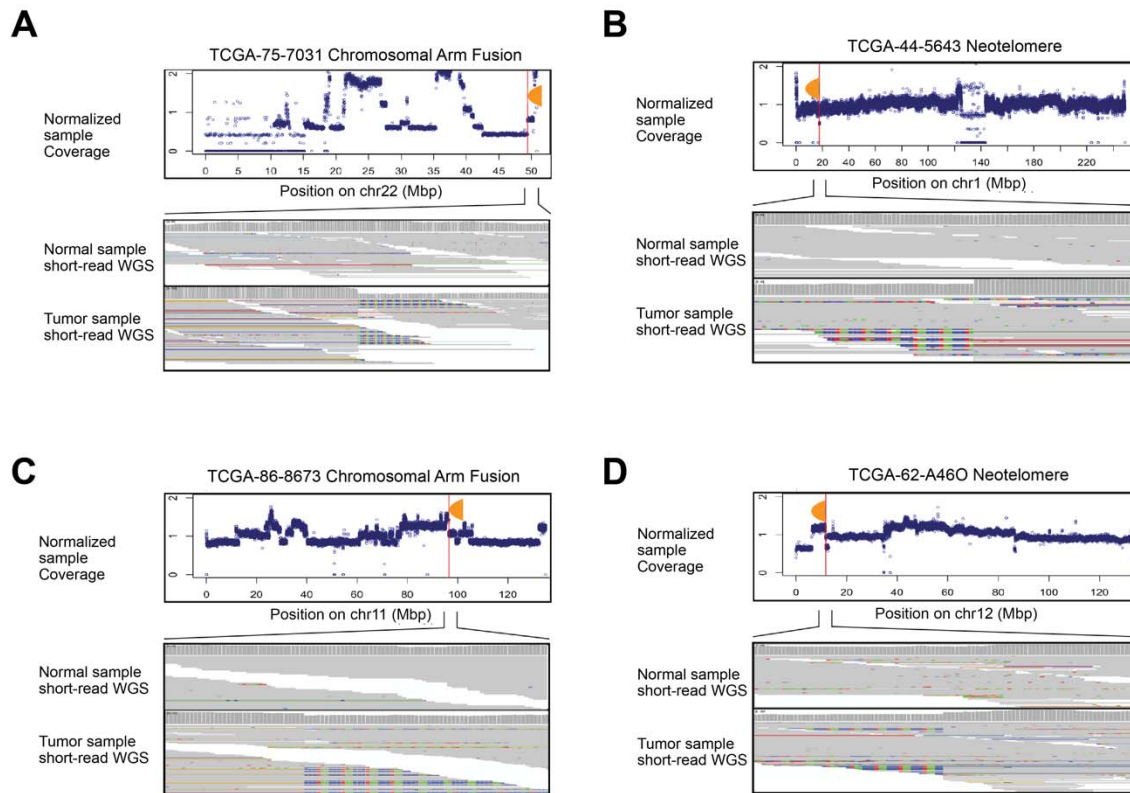 A
TCGA-75-7031 Chromosomal Arm Fusion
Normalized
sample
Coverage
2
1
0
0 5 10 15 20 25 30 35 40 45 50
Position on chr22 (Mbp)
Normal sample
short-read WGS
Tumor sample
short-read WGS
B
TCGA-44-5643 Neotelomere
Normalized
sample
Coverage
2
1
0
0 20 40 60 80 100 120 140 160 180 200 220
Position on chr1 (Mbp)
Normal sample
short-read WGS
Tumor sample
short-read WGS
C
TCGA-86-8673 Chromosomal Arm Fusion
Normalized
sample
Coverage
2
1
0
0 20 40 60 80 100 120
Position on chr11 (Mbp)
Normal sample
short-read WGS
Tumor sample
short-read WGS
D
TCGA-62-A46O Neotelomere
Normalized
sample
Coverage
2
1
0
0 20 40 60 80 100 120
Position on chr12 (Mbp)
Normal sample
short-read WGS
Tumor sample
short-read WGS